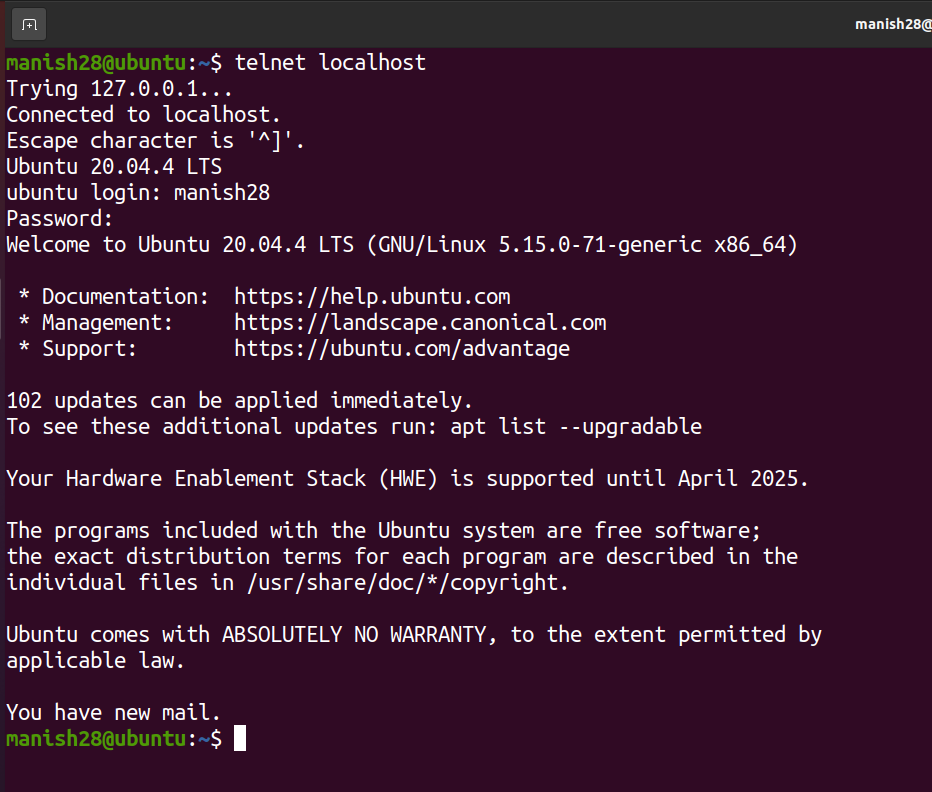 manish28@
manish28@ubuntu:~$ telnet localhost
Trying 127.0.0.1...
Connected to localhost.
Escape character is '^]'.
Ubuntu 20.04.4 LTS
ubuntu login: manish28
Password:
Welcome to Ubuntu 20.04.4 LTS (GNU/Linux 5.15.0-71-generic x86_64)
* Documentation:  https://help.ubuntu.com
* Management:     https://landscape.canonical.com
* Support:        https://ubuntu.com/advantage
102 updates can be applied immediately.
To see these additional updates run: apt list --upgradable
Your Hardware Enablement Stack (HWE) is supported until April 2025.
The programs included with the Ubuntu system are free software;
the exact distribution terms for each program are described in the
individual files in /usr/share/doc/*/copyright.
Ubuntu comes with ABSOLUTELY NO WARRANTY, to the extent permitted by
applicable law.
You have new mail.
manish28@ubuntu:~$